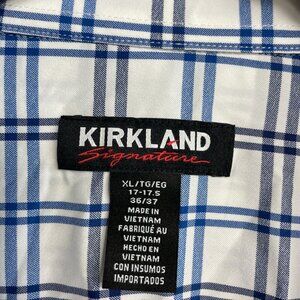 KIRKLAND
Signature
XL/TG/EG
17-17.5
36/37
MADE IN
VIETNAM
FABRIQUÉ AU
VIETNAM
HECHO EN
VIETNAM
CON INSUMOS
IMPORTADOS